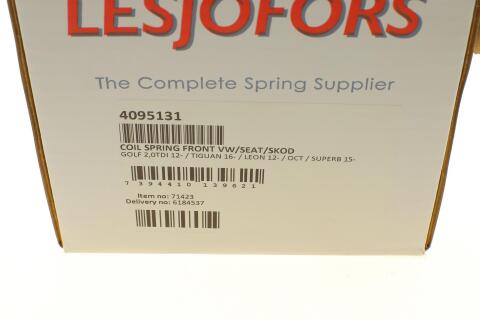 LESJÖFORS
The Complete Spring Supplier
4095131
COIL SPRING FRONT VW/SEAT/SKOD
GOLF 2,0TDI 12- / TIGUAN 16- / LEON 12- / OCT / SUPERB 15-
7 394410 139621
Item no: 71423
Delivery no: 6184537